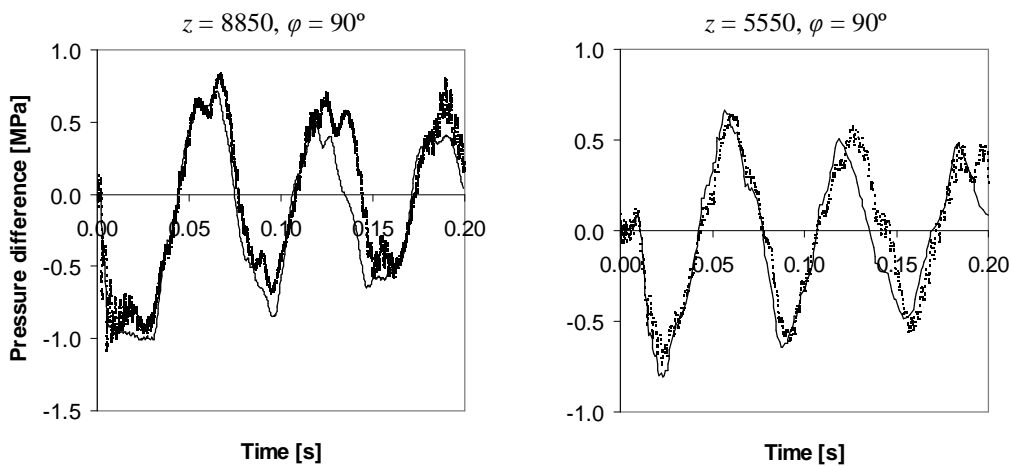 z = 8850, φ = 90º
1.0
0.5
0.0
-0.5
-1.0
-1.5
0.00 0.05 0.10 0.15 0.20
Pressure difference [MPa]
Time [s]
z = 5550, φ = 90º
1.0
0.5
0.0
-0.5
-1.0
0.00 0.05 0.10 0.15 0.20
Time [s]